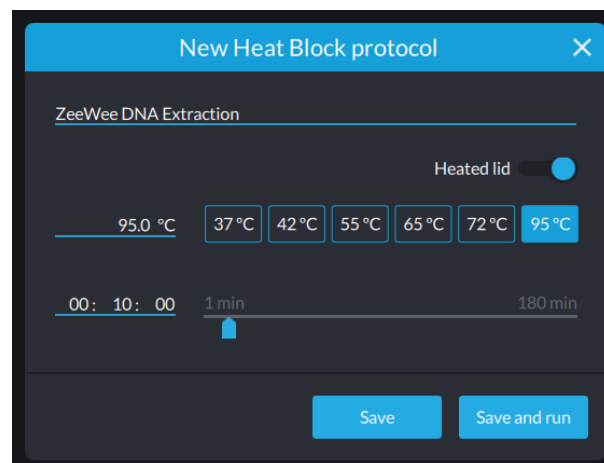 New Heat Block protocol
ZeeWee DNA Extraction
Heated lid
95.0 °C 37 °C 42 °C 55 °C 65 °C 72 °C 95 °C
00: 10: 00 1 min 180 min
Save Save and run